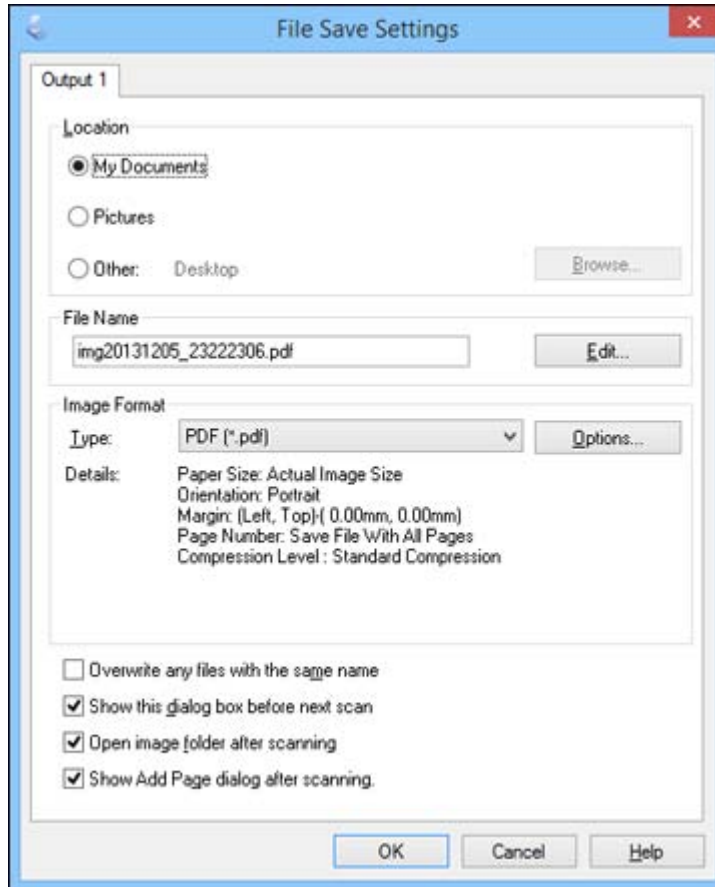 File Save Settings
Output 1
Location
My Documents
Pictures
Other: Desktop Browse...
File Name
img20131205_23222306.pdf Edit...
Image Format
Type: PDF (*.pdf) Options...
Details: Paper Size: Actual Image Size
Orientation: Portrait
Margin: (Left, Top)-( 0.00mm, 0.00mm)
Page Number: Save File With All Pages
Compression Level : Standard Compression
Overwrite any files with the same name
Show this dialog box before next scan
Open image folder after scanning
Show Add Page dialog after scanning.
OK Cancel Help